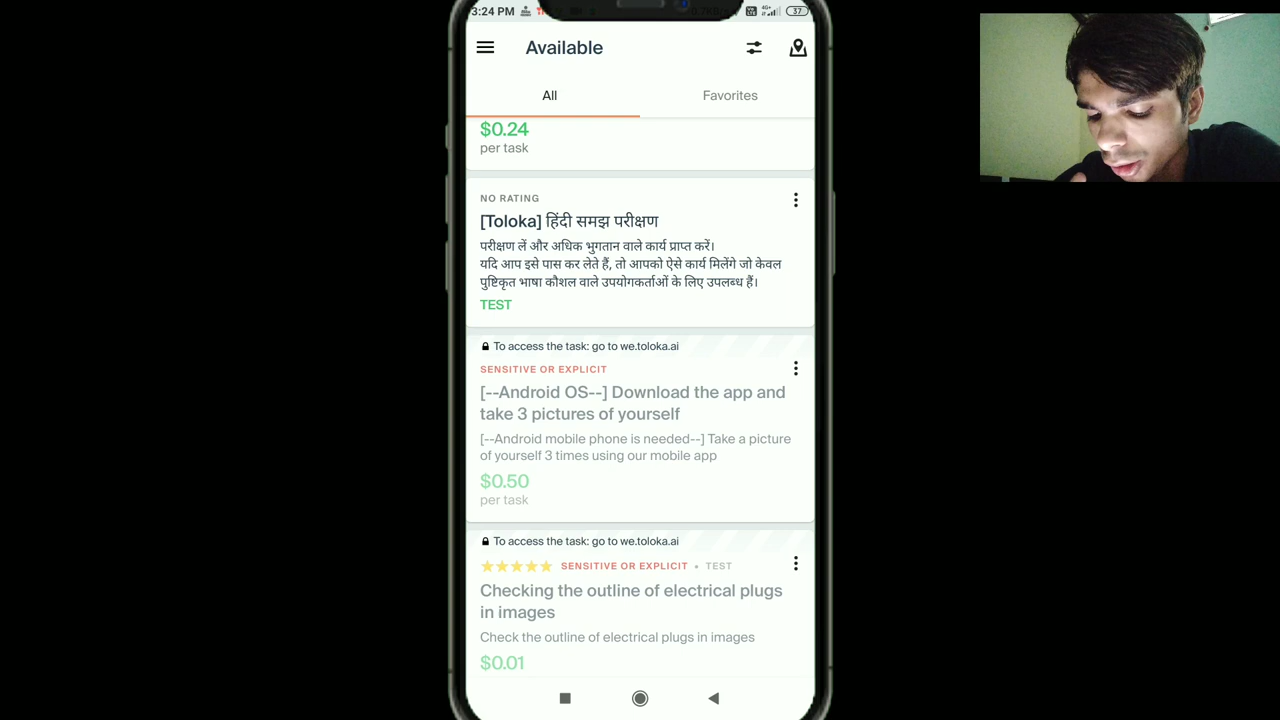 3:24 PM 0.7KB/s 4G+ 37
Available
All Favorites
$0.24
per task
NO RATING
[Toloka] हिंदी समझ परीक्षण
परीक्षण लें और अधिक भुगतान वाले कार्य प्राप्त करें।
यदि आप इसे पास कर लेते हैं, तो आपको ऐसे कार्य मिलेंगे जो केवल
पुष्टिकृत भाषा कौशल वाले उपयोगकर्ताओं के लिए उपलब्ध हैं।
TEST
To access the task: go to we.toloka.ai
SENSITIVE OR EXPLICIT
[--Android OS--] Download the app and
take 3 pictures of yourself
[--Android mobile phone is needed--] Take a picture
of yourself 3 times using our mobile app
$0.50
per task
To access the task: go to we.toloka.ai
SENSITIVE OR EXPLICIT • TEST
Checking the outline of electrical plugs
in images
Check the outline of electrical plugs in images
$0.01